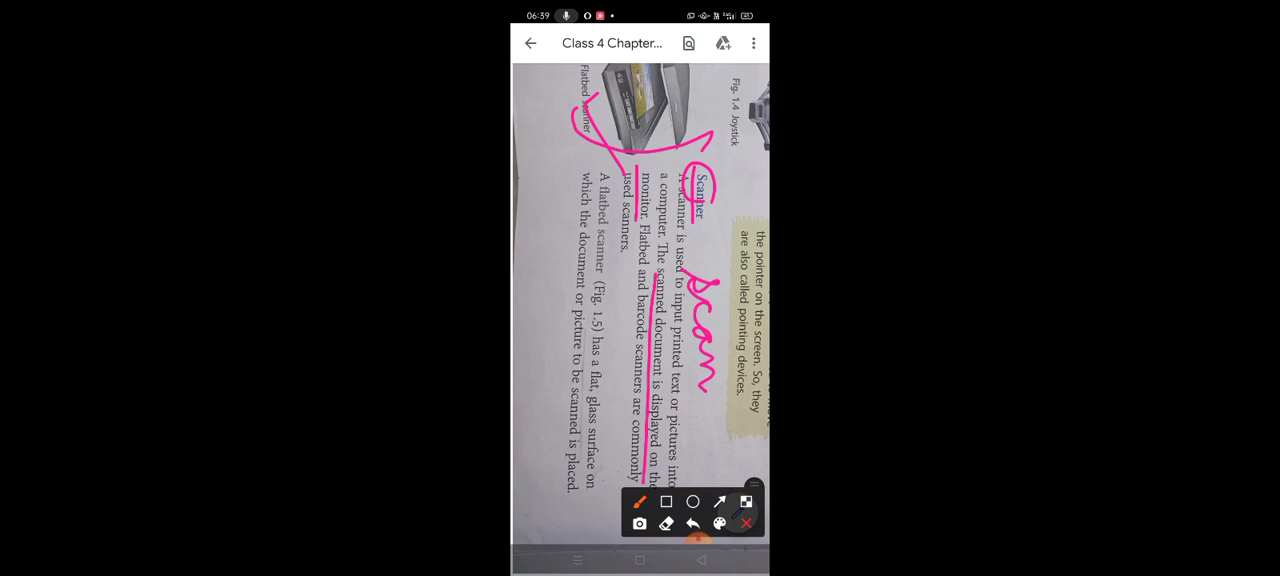 06:39
Class 4 Chapter...
the pointer on the screen. So, they
are also called pointing devices.
Fig. 1.4 Joystick
Scanner
scan
A scanner is used to input printed text or pictures into
a computer. The scanned document is displayed on the
monitor. Flatbed and barcode scanners are commonly
used scanners.
Flatbed scanner
A flatbed scanner (Fig. 1.5) has a flat, glass surface on
which the document or picture to be scanned is placed.